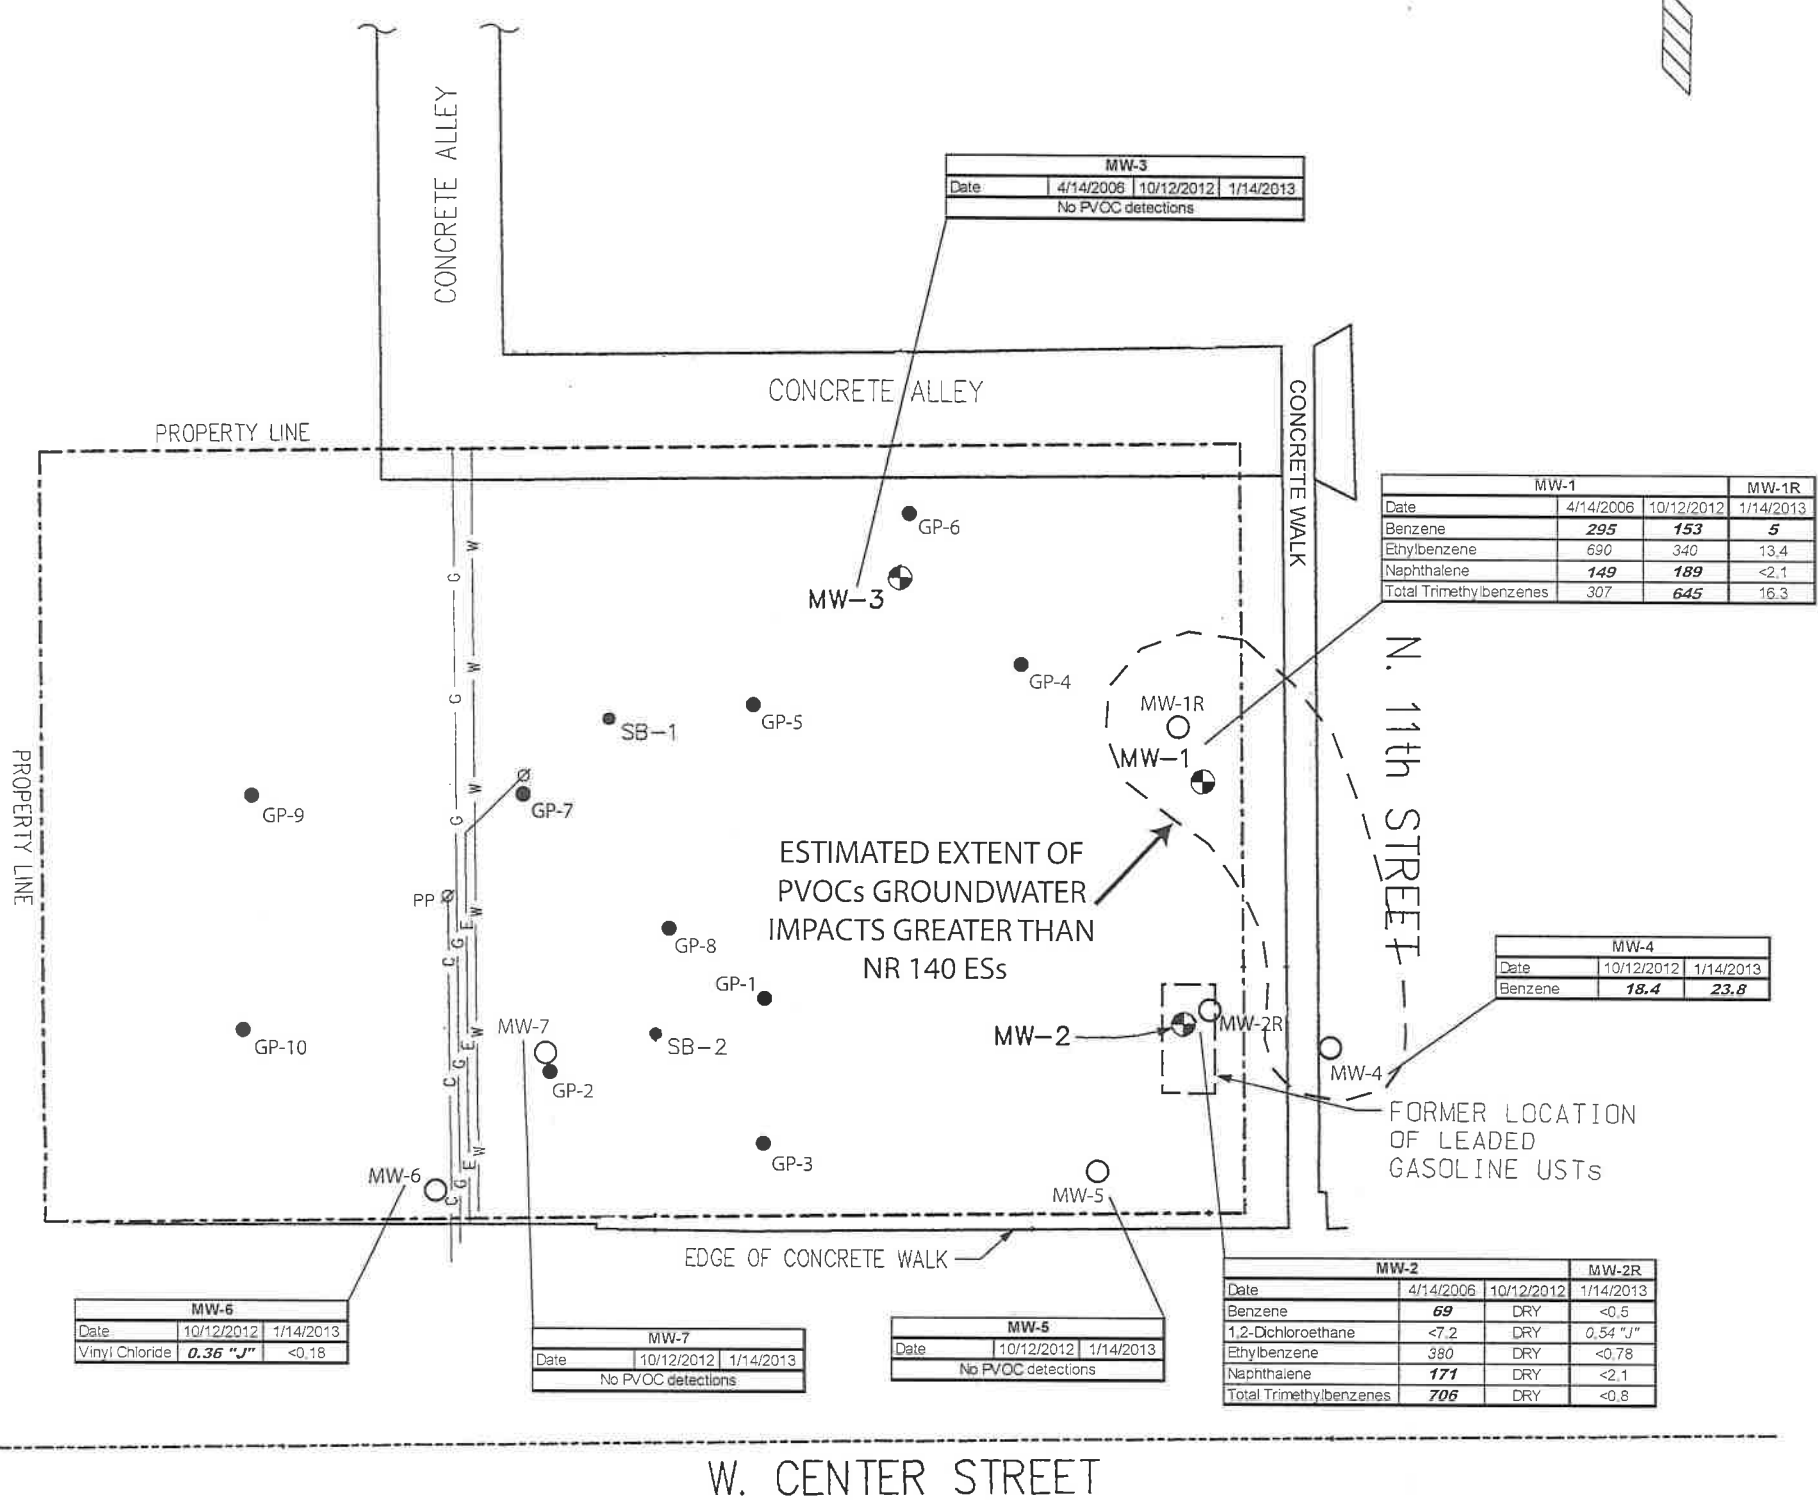 CONCRETE ALLEY
MW-3
Date 4/14/2006 10/12/2012 1/14/2013
No PVOC detections
CONCRETE ALLEY
CONCRETE WALK
PROPERTY LINE
PROPERTY LINE
MW-1 MW-1R
Date 4/14/2006 10/12/2012 1/14/2013
Benzene 295 153 5
Ethylbenzene 690 340 13.4
Naphthalene 149 189 <2.1
Total Trimethylbenzenes 307 645 16.3
GP-6
MW-3
GP-4
GP-5
SB-1
MW-1R
MW-1
N. 11th STREET
GP-9
GP-7
PP
G
G
G
W
W
W
ESTIMATED EXTENT OF
PVOCs GROUNDWATER
IMPACTS GREATER THAN
NR 140 ESs
GP-8
GP-1
C G E W
C G E W
C G E W
MW-4
Date 10/12/2012 1/14/2013
Benzene 18.4 23.8
GP-10
MW-7
SB-2
GP-2
MW-2
MW-2R
MW-4
FORMER LOCATION
OF LEADED
GASOLINE USTs
GP-3
MW-6
MW-5
EDGE OF CONCRETE WALK
MW-6
Date 10/12/2012 1/14/2013
Vinyl Chloride 0.36 "J" <0.18
MW-7
Date 10/12/2012 1/14/2013
No PVOC detections
MW-5
Date 10/12/2012 1/14/2013
No PVOC detections
MW-2 MW-2R
Date 4/14/2006 10/12/2012 1/14/2013
Benzene 69 DRY <0.5
1,2-Dichloroethane <7.2 DRY 0.54 "J"
Ethylbenzene 380 DRY <0.78
Naphthalene 171 DRY <2.1
Total Trimethylbenzenes 706 DRY <0.8
W. CENTER STREET